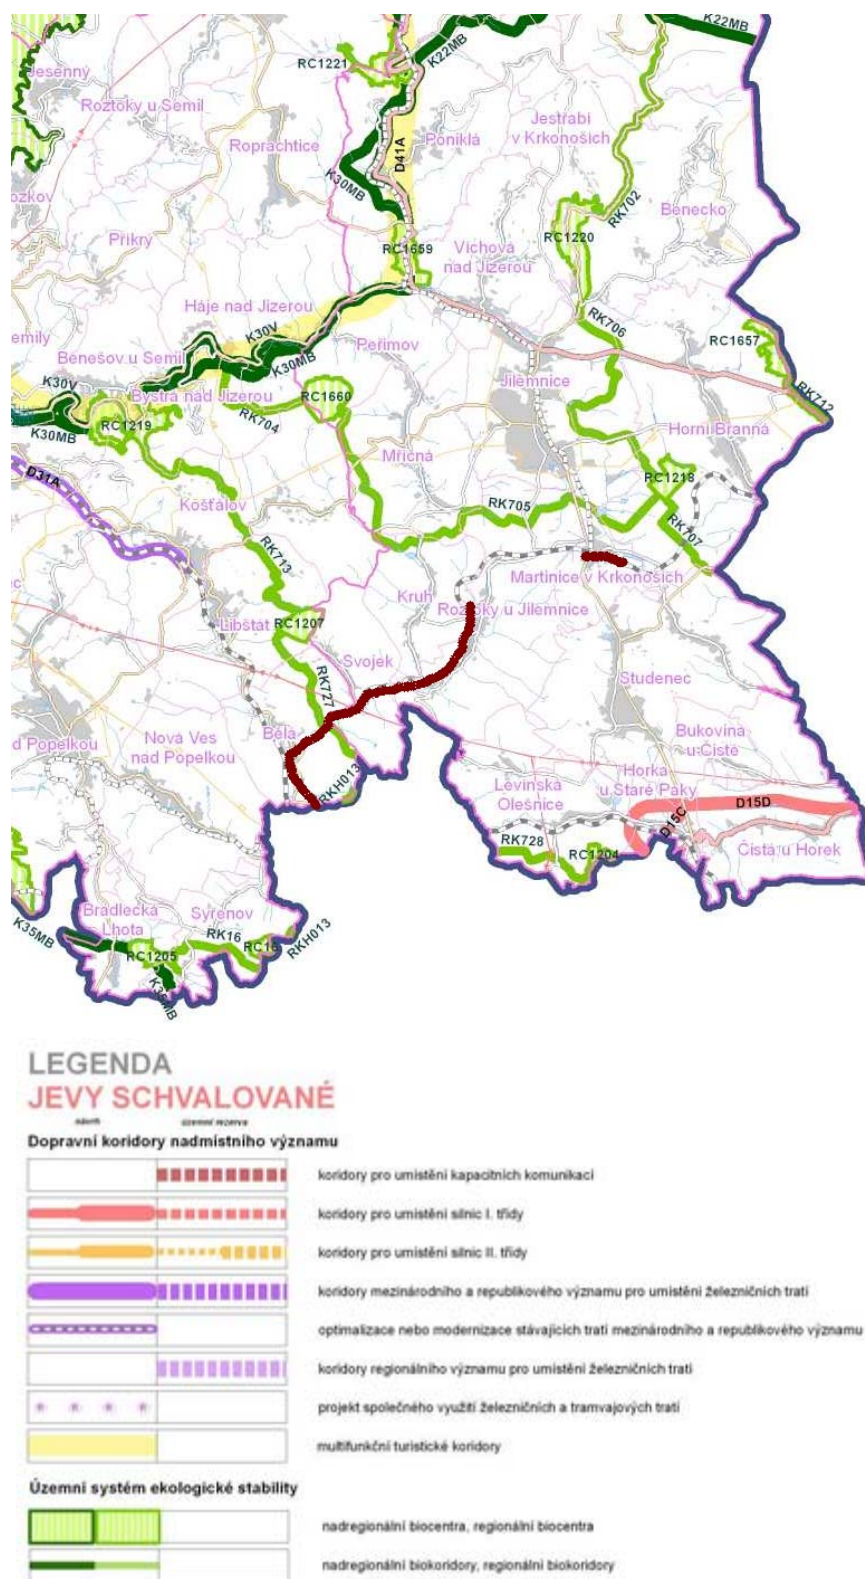 K22MB
K22MB
RC1221
Jesenný
Roztoky u Semil
Roprachtice
Poniklá
Jestřabí
v Krkonoších
D41A
K30MB
ozkov
Příkrý
RC1659
RC1220
RK702
Benecko
Víchová
nad Jizerou
Háje nad Jizerou
K30V
K30MB
RK706
RC1657
emily
Benešov u Semil
Peřimov
Jilemnice
K30V
Bystrá nad Jizerou
RC1660
RK712
RC1219
RK704
K30MB
Horní Branná
Mříčná
D31A
RC1218
Košťálov
RK705
RK707
RK713
Martinice v Krkonoších
Kruh
Roztoky u Jilemnice
Libštát
RC1207
Svojek
RK727
Studenec
d Popelkou
Nová Ves
nad Popelkou
Bělá
Bukovina
u Čisté
RKH013
Levínská
Olešnice
Horka
u Staré Paky
D15D
D15C
RK728
RC1204
Čistá u Horek
K35MB
Bradlecká
Lhota
Syřenov
RK16
RKH013
RC1205
K35MB
LEGENDA
JEVY SCHVALOVANÉ
návrh územní rezerva
Dopravní koridory nadmístního významu
koridory pro umístění kapacitních komunikací
koridory pro umístění silnic I. třídy
koridory pro umístění silnic II. třídy
koridory mezinárodního a republikového významu pro umístění železničních tratí
optimalizace nebo modernizace stávajících tratí mezinárodního a republikového významu
koridory regionálního významu pro umístění železničních tratí
projekt společného využití železničních a tramvajových tratí
multifunkční turistické koridory
Územní systém ekologické stability
nadregionální biocentra, regionální biocentra
nadregionální biokoridory, regionální biokoridory